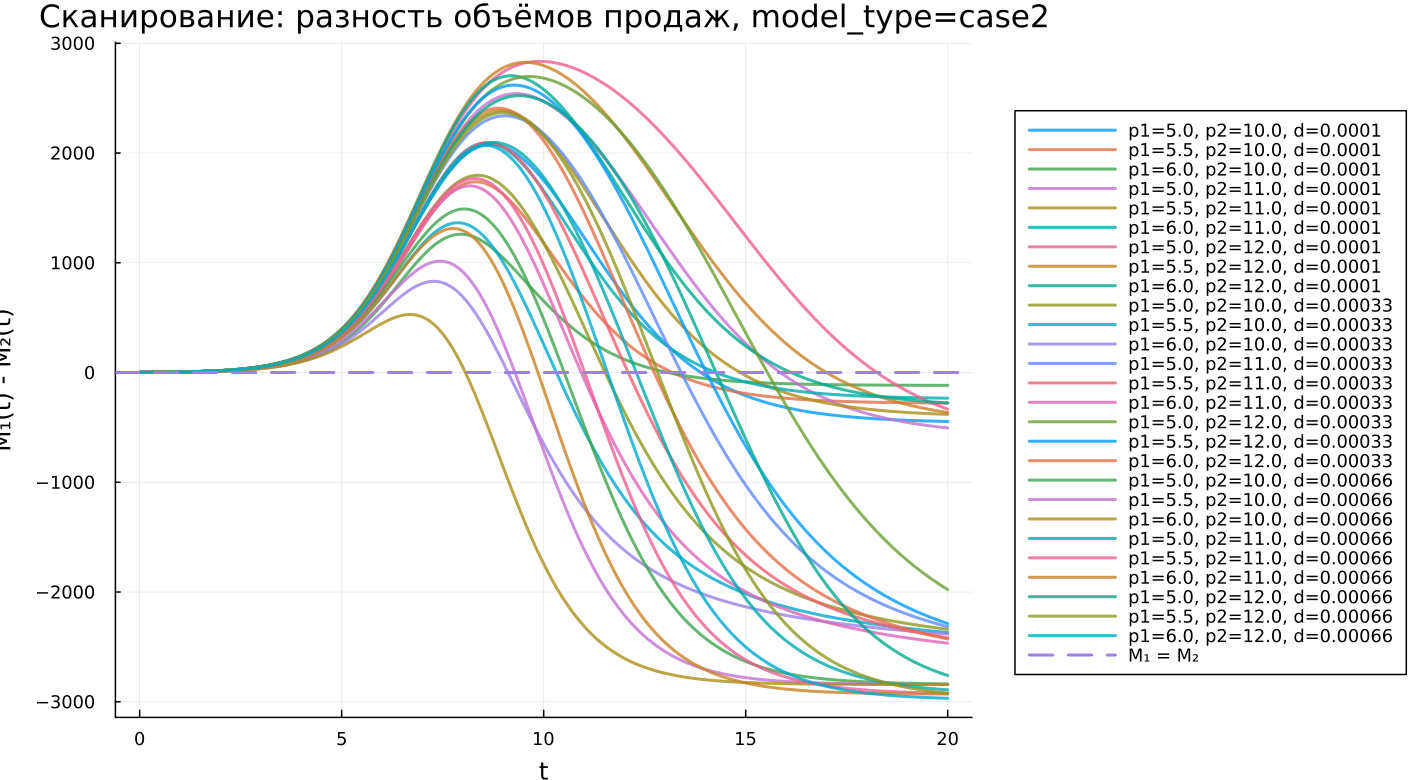 Сканирование: разность объёмов продаж, model_type=case2
3000
2000
1000
0
−1000
−2000
−3000
M₁(t) - M₂(t)
0
5
10
15
20
t
p1=5.0, p2=10.0, d=0.0001
p1=5.5, p2=10.0, d=0.0001
p1=6.0, p2=10.0, d=0.0001
p1=5.0, p2=11.0, d=0.0001
p1=5.5, p2=11.0, d=0.0001
p1=6.0, p2=11.0, d=0.0001
p1=5.0, p2=12.0, d=0.0001
p1=5.5, p2=12.0, d=0.0001
p1=6.0, p2=12.0, d=0.0001
p1=5.0, p2=10.0, d=0.00033
p1=5.5, p2=10.0, d=0.00033
p1=6.0, p2=10.0, d=0.00033
p1=5.0, p2=11.0, d=0.00033
p1=5.5, p2=11.0, d=0.00033
p1=6.0, p2=11.0, d=0.00033
p1=5.0, p2=12.0, d=0.00033
p1=5.5, p2=12.0, d=0.00033
p1=6.0, p2=12.0, d=0.00033
p1=5.0, p2=10.0, d=0.00066
p1=5.5, p2=10.0, d=0.00066
p1=6.0, p2=10.0, d=0.00066
p1=5.0, p2=11.0, d=0.00066
p1=5.5, p2=11.0, d=0.00066
p1=6.0, p2=11.0, d=0.00066
p1=5.0, p2=12.0, d=0.00066
p1=5.5, p2=12.0, d=0.00066
p1=6.0, p2=12.0, d=0.00066
M₁ = M₂